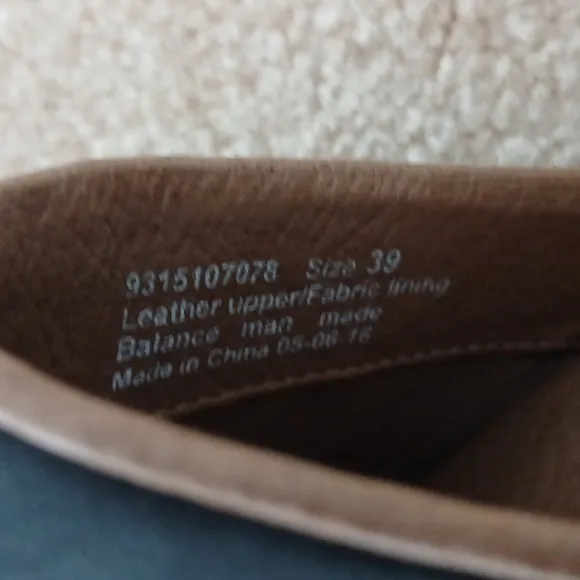 9315107078 Size 39
Leather upper/Fabric lining
Balance man made
Made in China 05-06-16